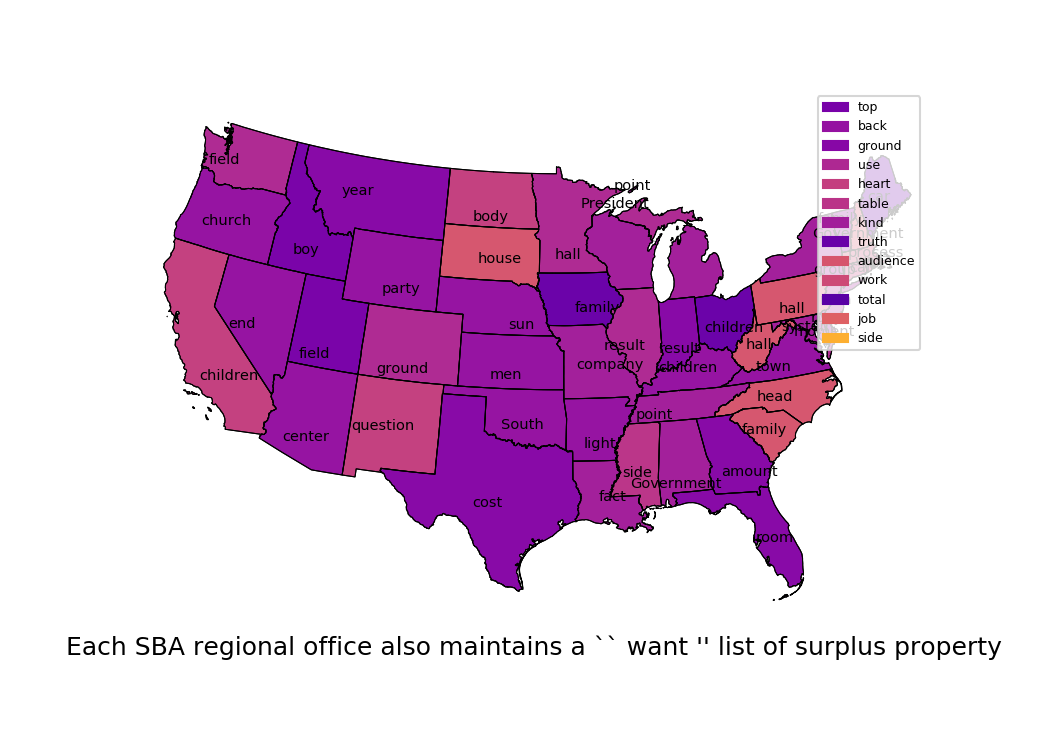 top
back
ground
use
heart
table
kind
truth
audience
work
total
job
side
field
year
point
President
church
body
boy
house
hall
party
family
end
sun
children
hall
field
result
result
hall
company
children
town
ground
men
children
head
question
South
point
family
center
light
side
amount
Government
cost
fact
room
Each SBA regional office also maintains a `` want '' list of surplus property